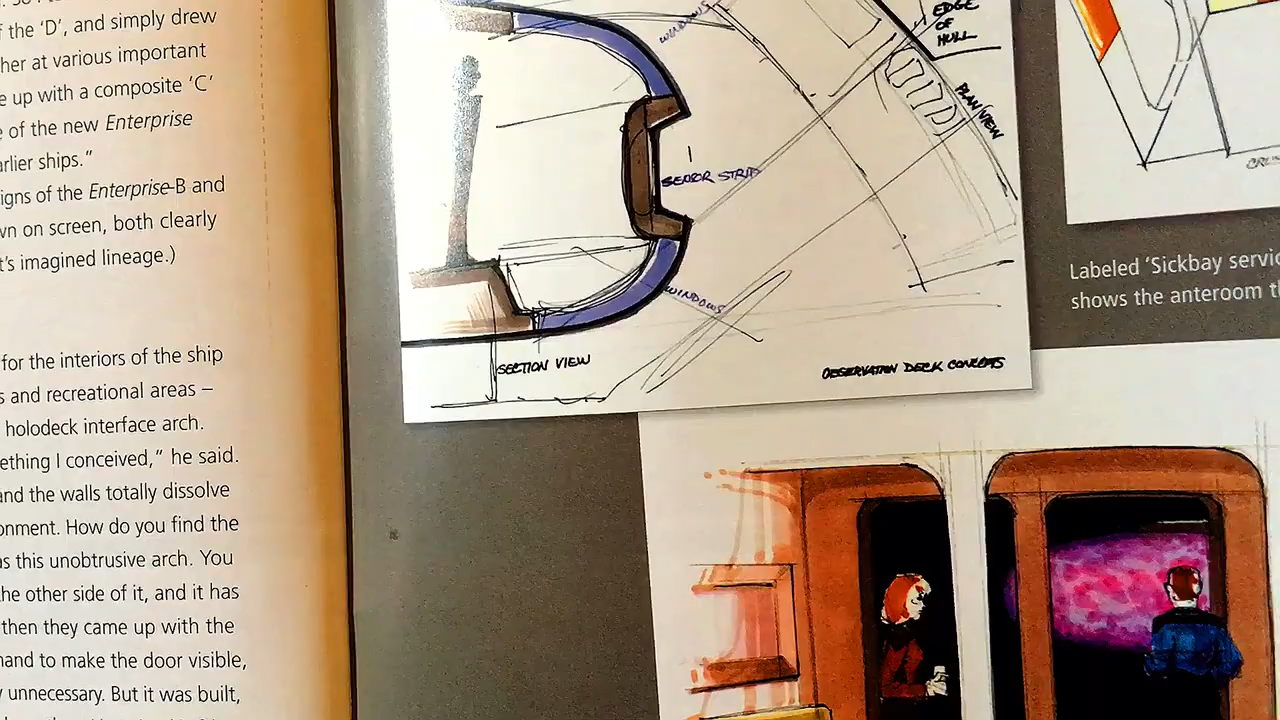 f the 'D', and simply drew
her at various important
e up with a composite 'C'
e of the new Enterprise
arlier ships."
igns of the Enterprise-B and
wn on screen, both clearly
t's imagined lineage.)
for the interiors of the ship
s and recreational areas –
holodeck interface arch.
ething I conceived," he said.
and the walls totally dissolve
onment. How do you find the
as this unobtrusive arch. You
he other side of it, and it has
then they came up with the
mand to make the door visible,
y unnecessary. But it was built,
WINDOWS
EDGE
OF
HULL
PLAN VIEW
SENSOR STRIP
WINDOWS
SECTION VIEW
OBSERVATION DECK CONCEPTS
Labeled 'Sickbay servic
shows the anteroom th